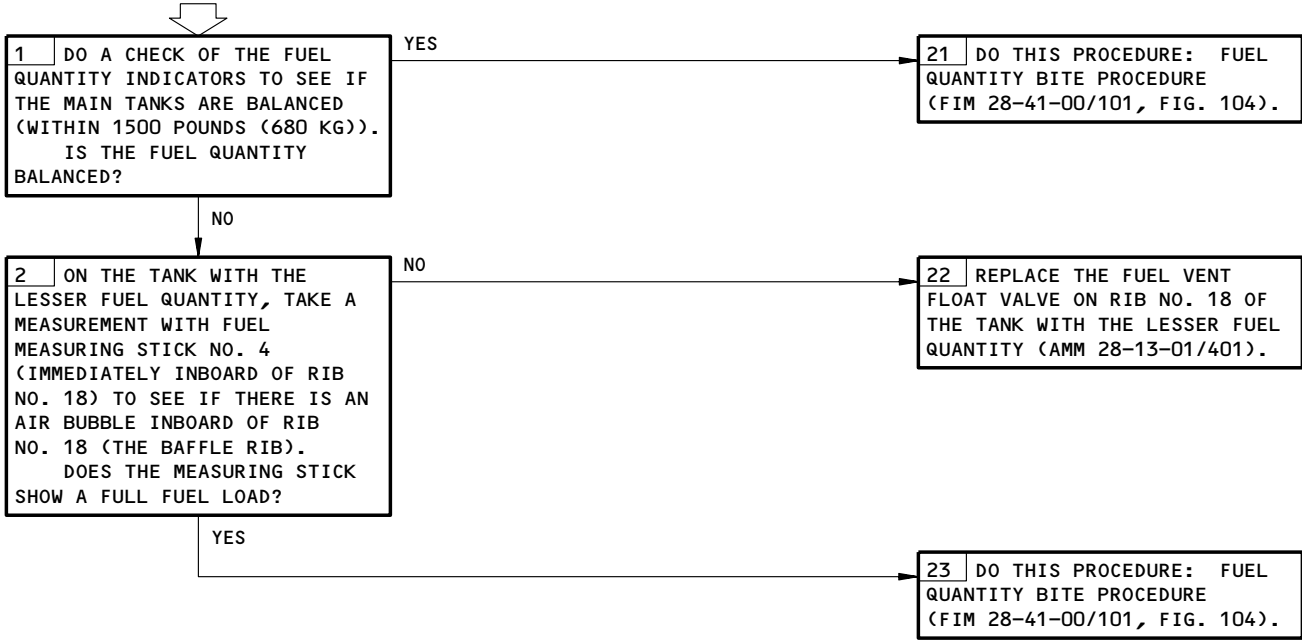 1 DO A CHECK OF THE FUEL
QUANTITY INDICATORS TO SEE IF
THE MAIN TANKS ARE BALANCED
(WITHIN 1500 POUNDS (680 KG)).
IS THE FUEL QUANTITY
BALANCED?
YES
21 DO THIS PROCEDURE: FUEL
QUANTITY BITE PROCEDURE
(FIM 28-41-00/101, FIG. 104).
NO
2 ON THE TANK WITH THE
LESSER FUEL QUANTITY, TAKE A
MEASUREMENT WITH FUEL
MEASURING STICK NO. 4
(IMMEDIATELY INBOARD OF RIB
NO. 18) TO SEE IF THERE IS AN
AIR BUBBLE INBOARD OF RIB
NO. 18 (THE BAFFLE RIB).
DOES THE MEASURING STICK
SHOW A FULL FUEL LOAD?
NO
22 REPLACE THE FUEL VENT
FLOAT VALVE ON RIB NO. 18 OF
THE TANK WITH THE LESSER FUEL
QUANTITY (AMM 28-13-01/401).
YES
23 DO THIS PROCEDURE: FUEL
QUANTITY BITE PROCEDURE
(FIM 28-41-00/101, FIG. 104).